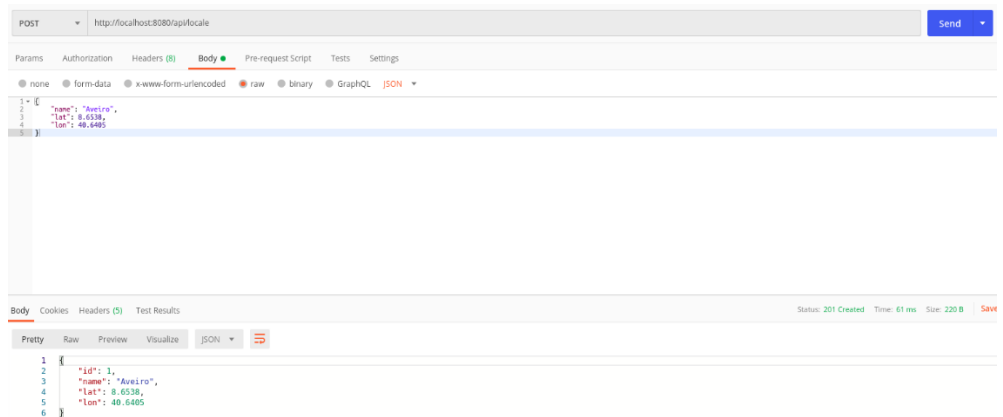 POST http://localhost:8080/api/locale Send
Params Authorization Headers (8) Body Pre-request Script Tests Settings
none form-data x-www-form-urlencoded raw binary GraphQL JSON
1 {
2 "name": "Aveiro",
3 "lat": 8.6538,
4 "lon": 40.6405
5 }
Body Cookies Headers (5) Test Results Status: 201 Created Time: 61 ms Size: 220 B Save
Pretty Raw Preview Visualize JSON
1 {
2 "id": 1,
3 "name": "Aveiro",
4 "lat": 8.6538,
5 "lon": 40.6405
6 }